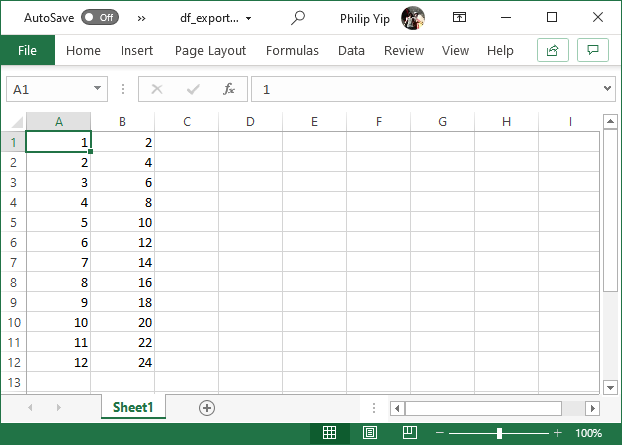 AutoSave Off » df_export... Philip Yip
File Home Insert Page Layout Formulas Data Review View Help
A1 fx 1
A B C D E F G H I
1 1 2
2 2 4
3 3 6
4 4 8
5 5 10
6 6 12
7 7 14
8 8 16
9 9 18
10 10 20
11 11 22
12 12 24
13
Sheet1
100%